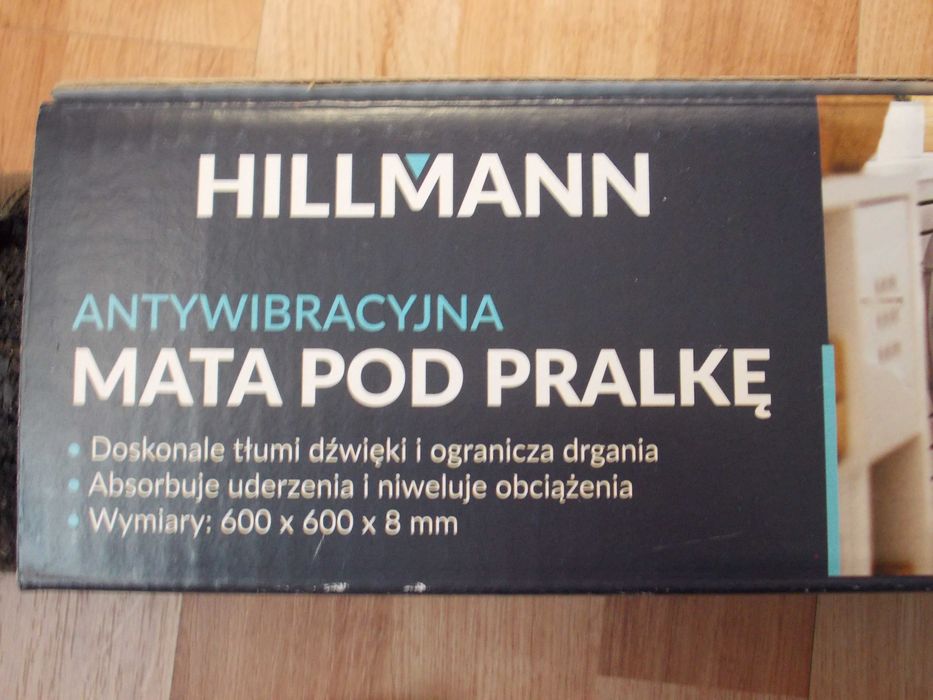 HILLMANN
ANTYWIBRACYJNA
MATA POD PRALKĘ
• Doskonale tłumi dźwięki i ogranicza drgania
• Absorbuje uderzenia i niweluje obciążenia
• Wymiary: 600 x 600 x 8 mm